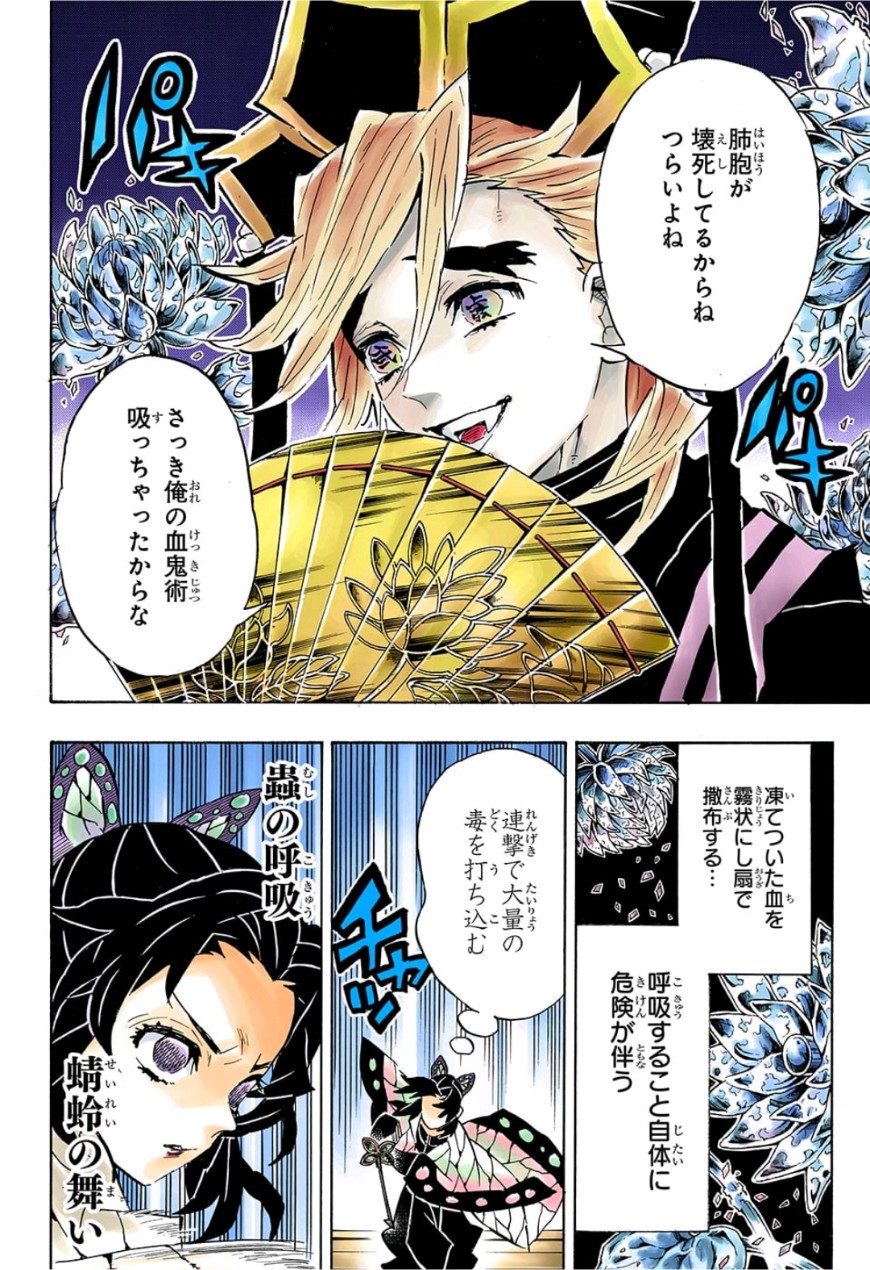 肺胞が
壊死してるからね
つらいよね
パキ
パキ
さっき俺の血鬼術
吸っちゃったからな
凍てついた血を
霧状にし扇で
撒布する…
呼吸すること自体に
危険が伴う
連撃で大量の
毒を打ち込む
チャッ
蟲の呼吸
蜻蛉の舞い